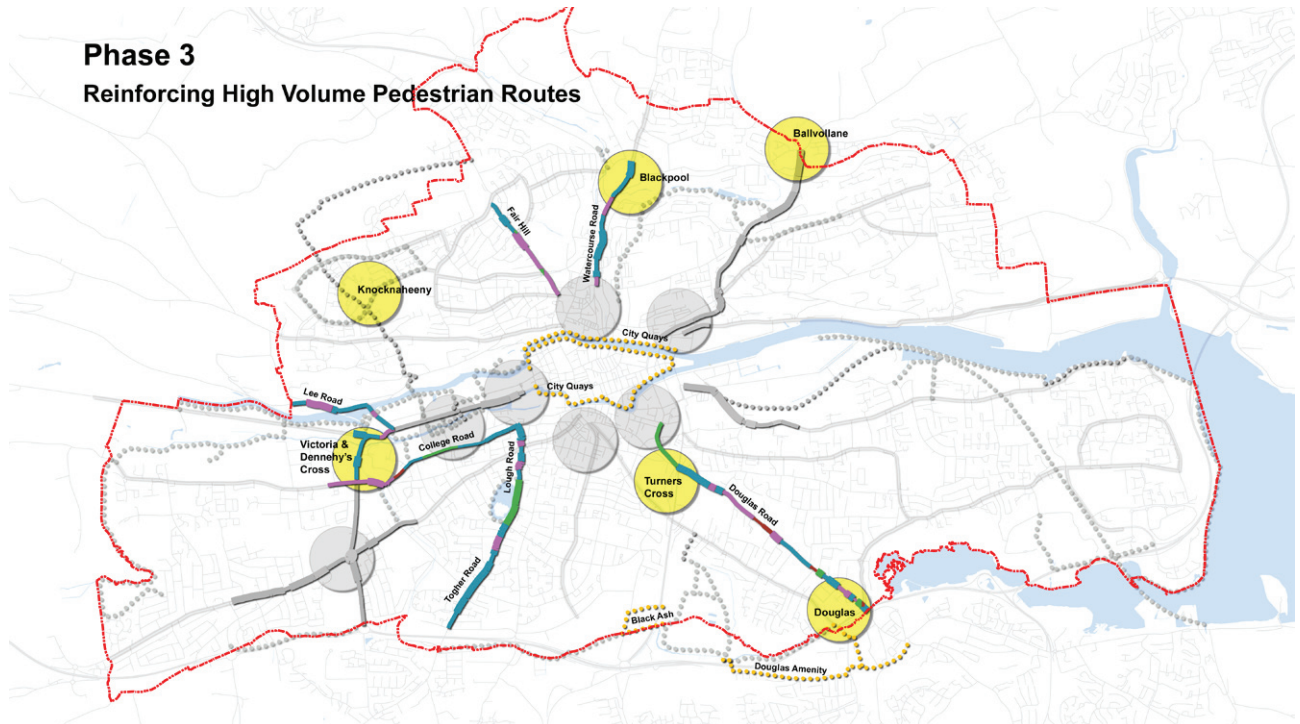 Phase 3
Reinforcing High Volume Pedestrian Routes
Ballvollane
Blackpool
Fair Hill
Watercourse Road
Knocknaheeny
City Quays
City Quays
Lee Road
Victoria &
Dennehy's
Cross
College Road
Lough Road
Turners
Cross
Douglas Road
Togher Road
Douglas
Black Ash
Douglas Amenity